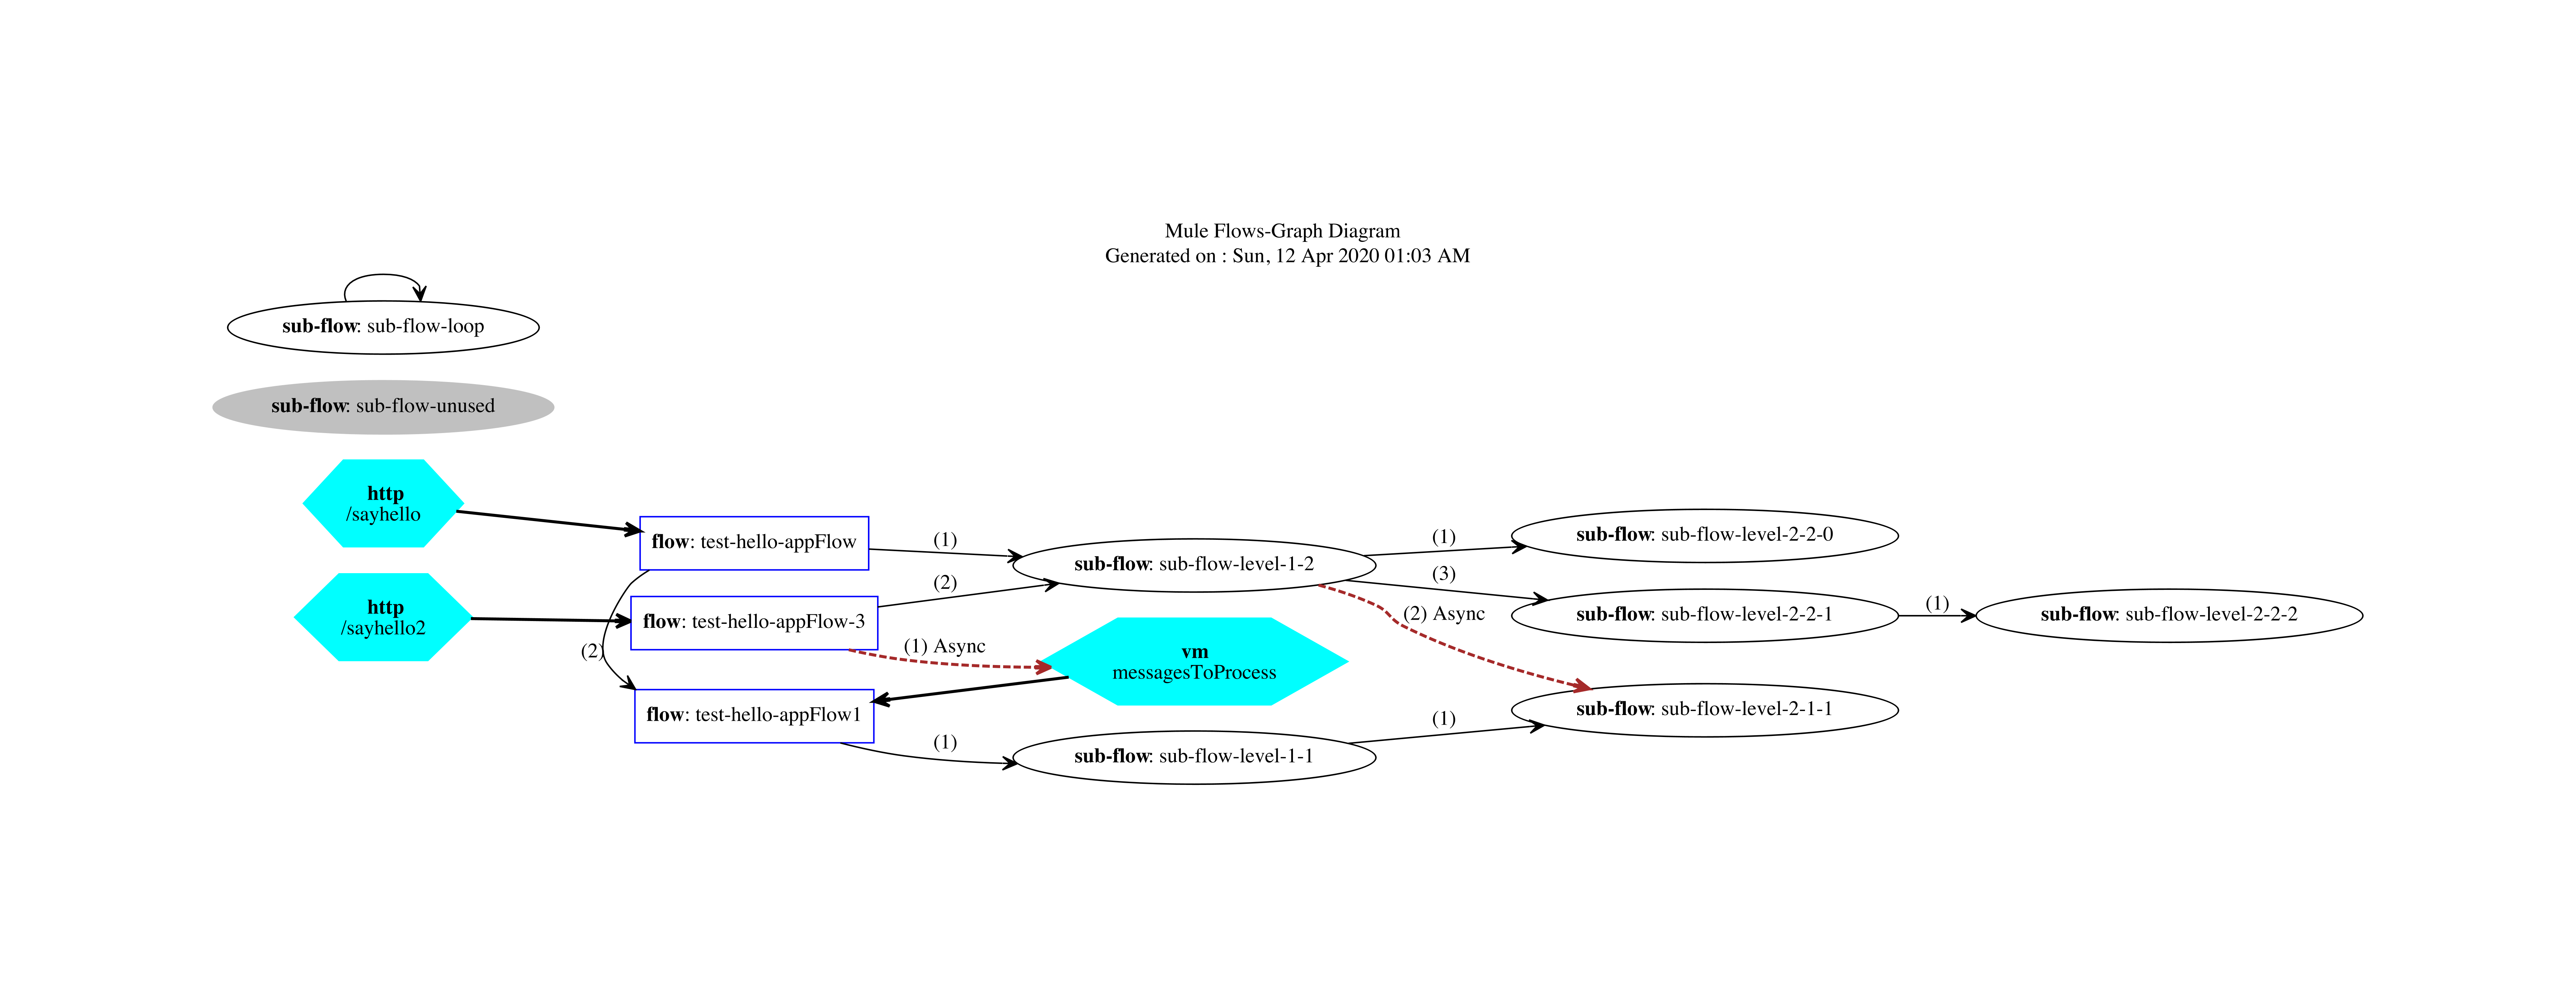 Mule Flows-Graph Diagram
Generated on : Sun, 12 Apr 2020 01:03 AM
sub-flow: sub-flow-loop
sub-flow: sub-flow-unused
http
/sayhello
flow: test-hello-appFlow
(1)
sub-flow: sub-flow-level-1-2
(1)
sub-flow: sub-flow-level-2-2-0
http
/sayhello2
flow: test-hello-appFlow-3
(2)
(3)
sub-flow: sub-flow-level-2-2-1
(1)
sub-flow: sub-flow-level-2-2-2
(2)
(1) Async
(2) Async
vm
messagesToProcess
flow: test-hello-appFlow1
(1)
sub-flow: sub-flow-level-1-1
(1)
sub-flow: sub-flow-level-2-1-1